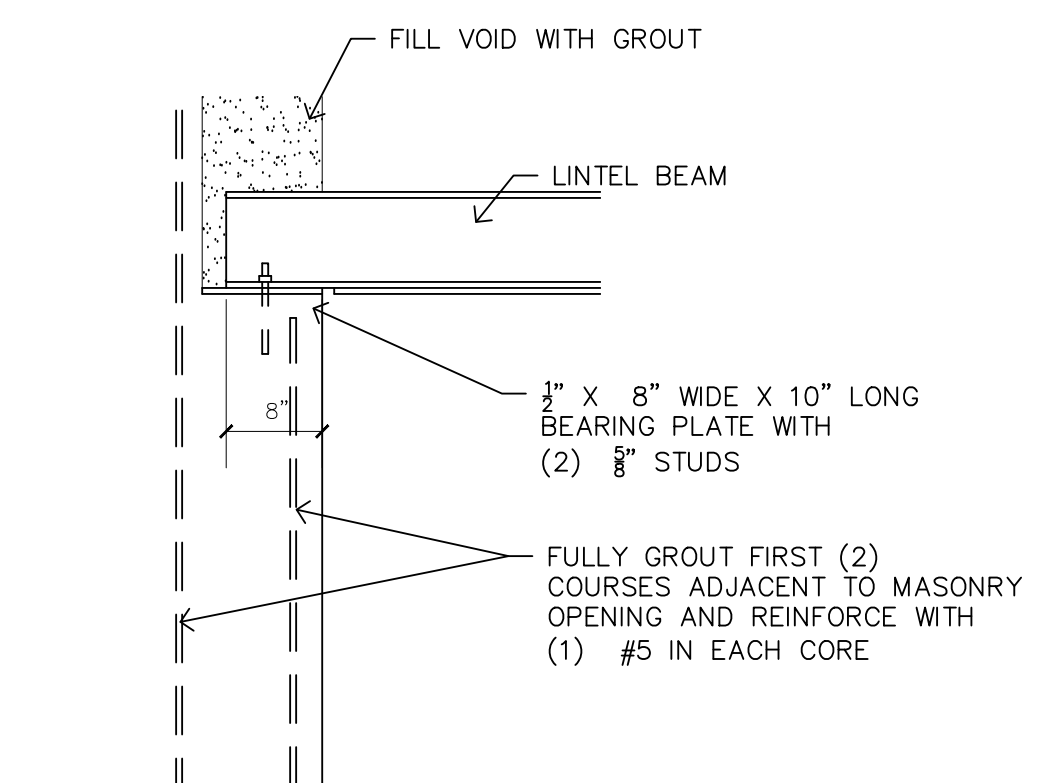 FILL VOID WITH GROUT
LINTEL BEAM
½” X 8” WIDE X 10” LONG
BEARING PLATE WITH
(2) ⅝” STUDS
8”
FULLY GROUT FIRST (2)
COURSES ADJACENT TO MASONRY
OPENING AND REINFORCE WITH
(1) #5 IN EACH CORE